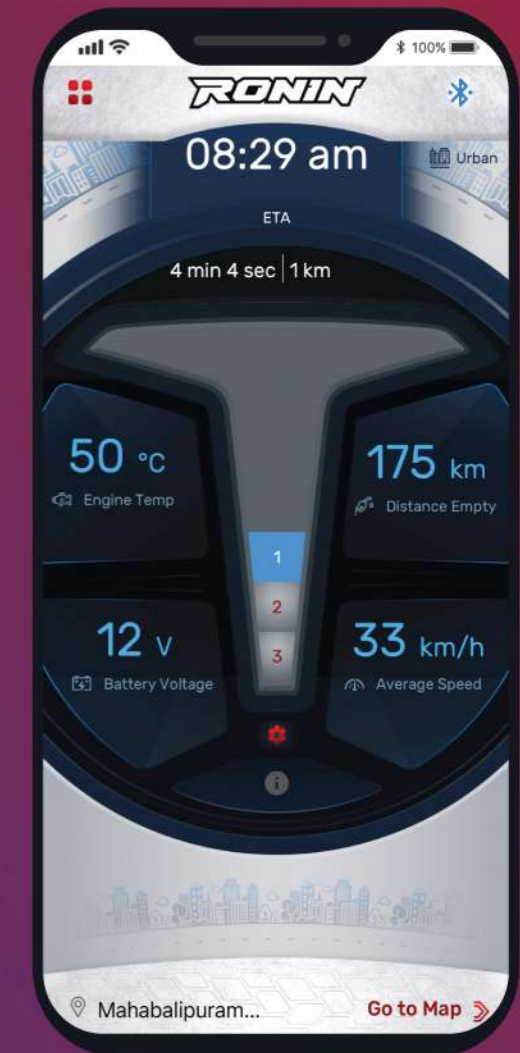 100%
RONIN
08:29 am
Urban
ETA
4 min 4 sec 1 km
50 °C
Engine Temp
175 km
Distance Empty
1
2
3
12 V
Battery Voltage
33 km/h
Average Speed
i
Mahabalipuram...
Go to Map